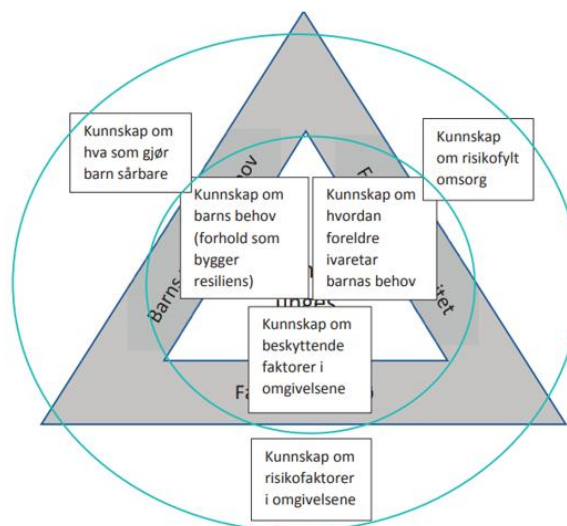 Kunnskap om
hva som gjør
barn sårbare
Kunnskap
om risikofylt
omsorg
Kunnskap om
barns behov
(forhold som
bygger
resiliens)
Kunnskap om
hvordan
foreldre
ivaretar
barnas behov
Barns
Kunnskap om
beskyttende
faktorer i
omgivelsene
Kunnskap om
risikofaktorer
i omgivelsene